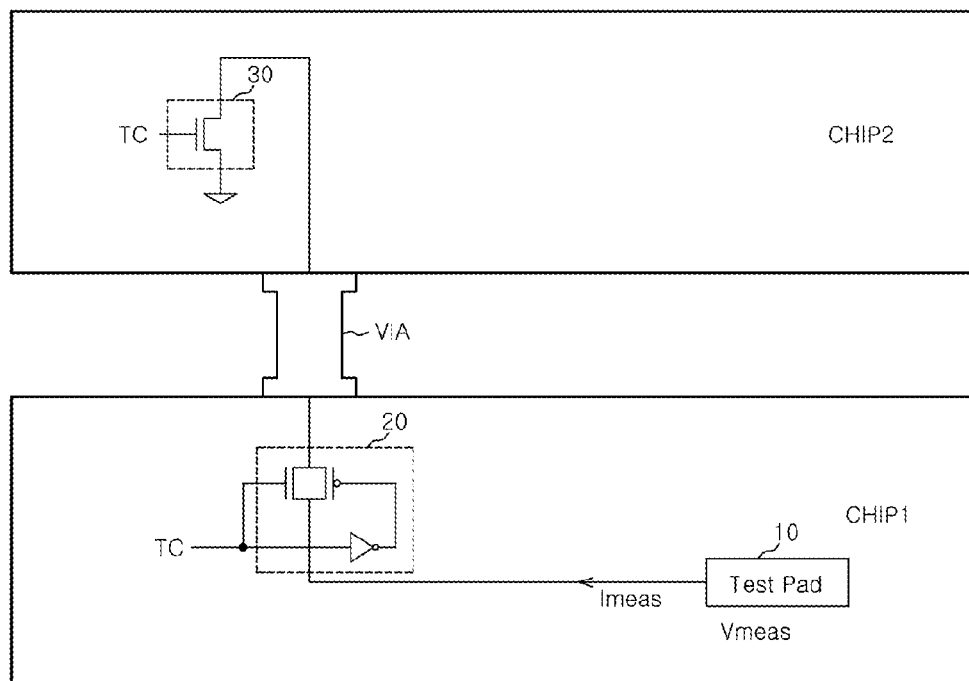 30
TC
CHIP2
VIA
20
CHIP1
TC
10
Test Pad
Imeas
Vmeas